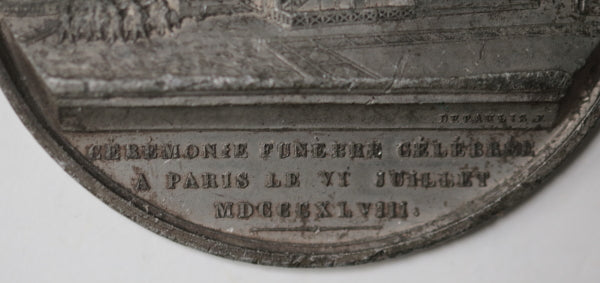 DEPAULIS F.
CÉRÉMONIE FUNÈBRE CÉLÉBRÉE
À PARIS LE VI JUILLET
MDCCCXLVIII.